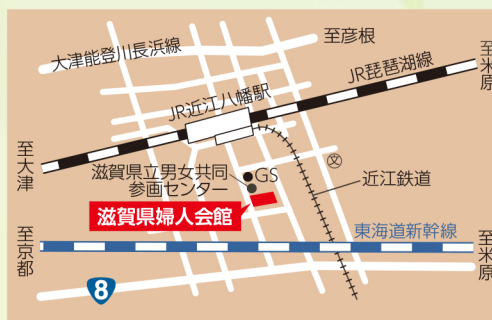 大津能登川長浜線
至彦根
至米原
JR琵琶湖線
JR近江八幡駅
至大津
滋賀県立男女共同
参画センター
GS
文
近江鉄道
滋賀県婦人会館
至京都
東海道新幹線
至米原
8